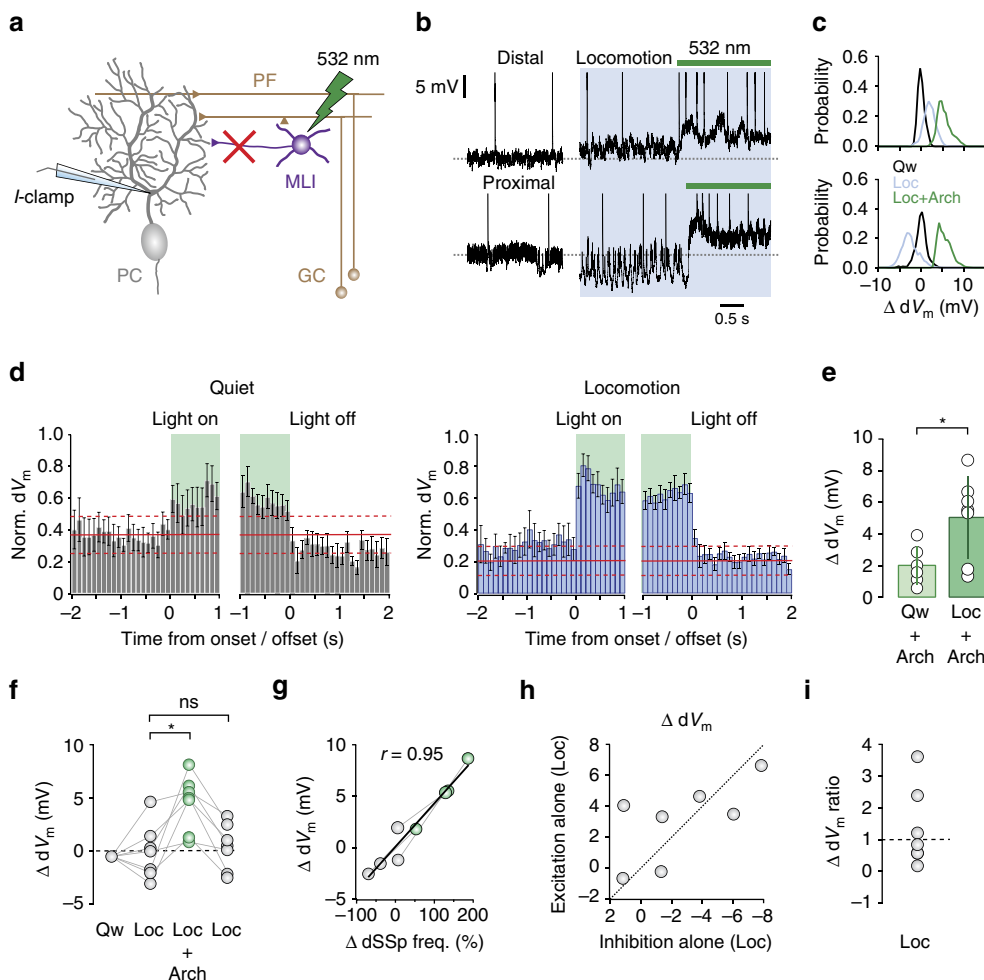 a
532 nm
PF
MLI
I-clamp
PC
GC
b
532 nm
Distal
Locomotion
5 mV
Proximal
0.5 s
c
Probability
0.6
0.4
0.2
0.0
Qw
Loc
Loc+Arch
Probability
0.6
0.4
0.2
0.0
–10 0 10
Δ dVm (mV)
d
Quiet
Light on
Light off
Norm. dVm
1.0
0.8
0.6
0.4
0.2
0.0
–2 –1 0 1
–1 0 1 2
Time from onset / offset (s)
Locomotion
Light on
Light off
Norm. dVm
1.0
0.8
0.6
0.4
0.2
0.0
–2 –1 0 1
–1 0 1 2
Time from onset / offset (s)
e
*
Δ dVm (mV)
10
8
6
4
2
0
Qw + Arch
Loc + Arch
f
ns
*
Δ dVm (mV)
10
5
0
–5
Qw Loc Loc + Arch Loc
g
r = 0.95
Δ dVm (mV)
10
5
0
–5
–100 0 100 200
Δ dSSp freq. (%)
h
Δ dVm
Excitation alone (Loc)
8
6
4
2
0
–2
2 0 –2 –4 –6 –8
Inhibition alone (Loc)
i
Δ dVm ratio
4
3
2
1
0
–1
Loc